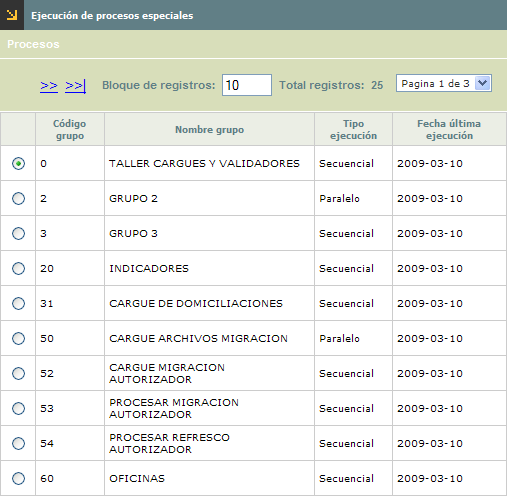 Ejecución de procesos especiales
Procesos
>> >>| Bloque de registros: 10 Total registros: 25 Pagina 1 de 3
Código grupo Nombre grupo Tipo ejecución Fecha última ejecución
0 TALLER CARGUES Y VALIDADORES Secuencial 2009-03-10
2 GRUPO 2 Paralelo 2009-03-10
3 GRUPO 3 Secuencial 2009-03-10
20 INDICADORES Secuencial 2009-03-10
31 CARGUE DE DOMICILIACIONES Secuencial 2009-03-10
50 CARGUE ARCHIVOS MIGRACION Paralelo 2009-03-10
52 CARGUE MIGRACION AUTORIZADOR Secuencial 2009-03-10
53 PROCESAR MIGRACION AUTORIZADOR Secuencial 2009-03-10
54 PROCESAR REFRESCO AUTORIZADOR Secuencial 2009-03-10
60 OFICINAS Secuencial 2009-03-10